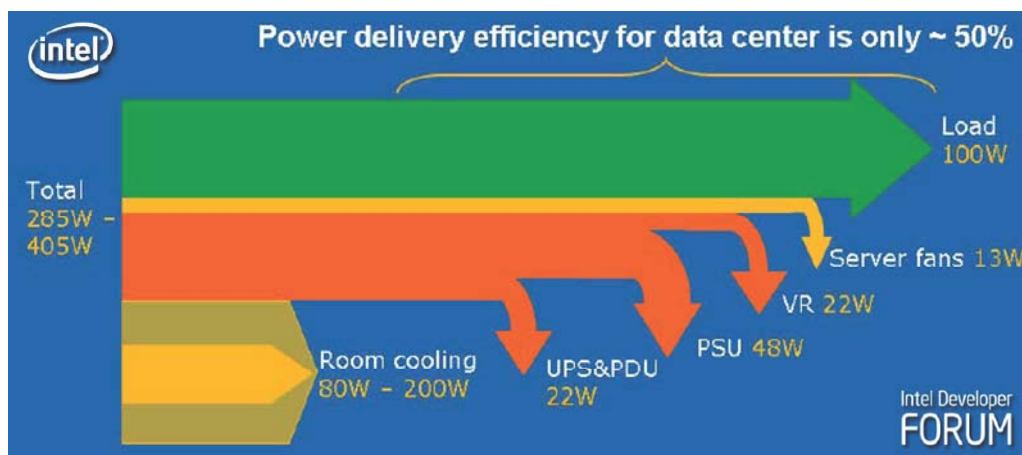 intel
Power delivery efficiency for data center is only ~ 50%
Load
100W
Total
285W –
405W
Server fans 13W
VR 22W
PSU 48W
Room cooling
80W – 200W
UPS&PDU
22W
Intel Developer
FORUM